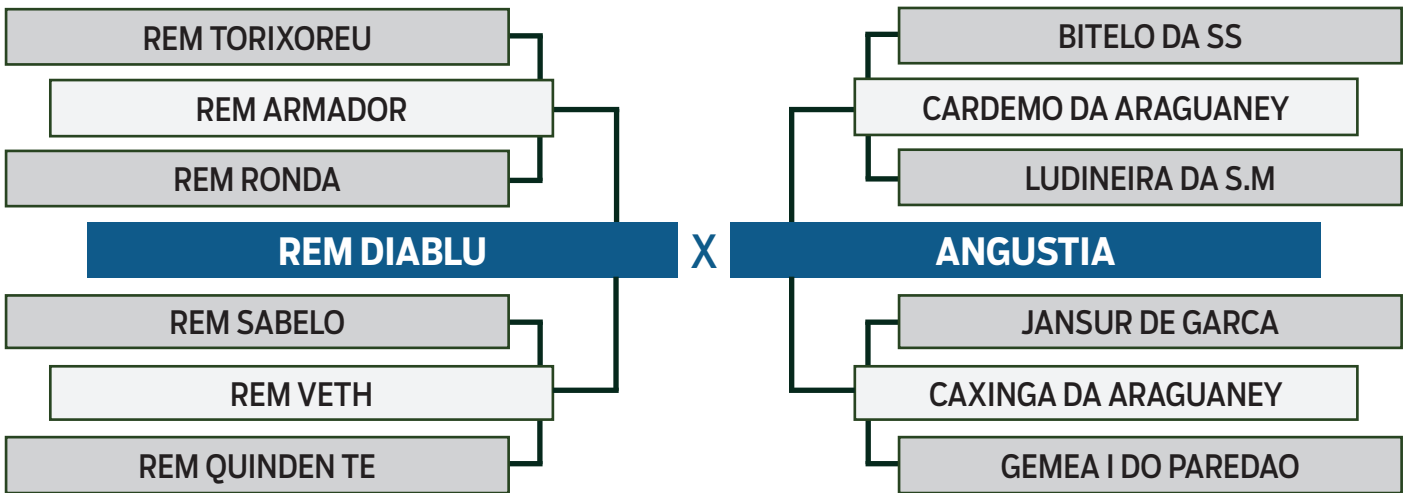 REM TORIXOREU
REM ARMADOR
REM RONDA
REM DIABLU
REM SABELO
REM VETH
REM QUINDEN TE
X
BITELO DA SS
CARDEMO DA ARAGUANEY
LUDINEIRA DA S.M
ANGUSTIA
JANSUR DE GARCA
CAXINGA DA ARAGUANEY
GEMEA I DO PAREDAO